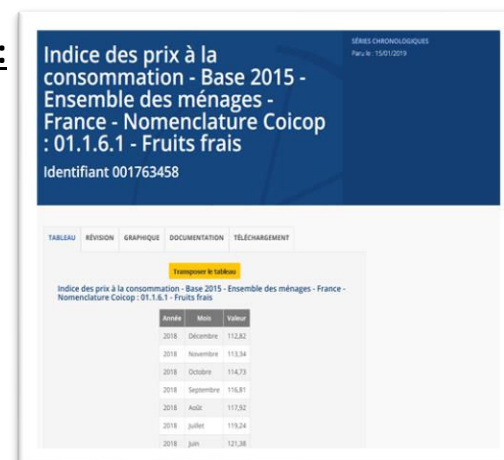 :
Indice des prix à la
consommation - Base 2015 -
Ensemble des ménages -
France - Nomenclature Coicop
: 01.1.6.1 - Fruits frais
Identifiant 001763458
SÉRIES CHRONOLOGIQUES
Paru le : 15/01/2019
TABLEAU RÉVISION GRAPHIQUE DOCUMENTATION TÉLÉCHARGEMENT
Transposer le tableau
Indice des prix à la consommation - Base 2015 - Ensemble des ménages - France -
Nomenclature Coicop : 01.1.6.1 - Fruits frais
Année Mois Valeur
2018 Décembre 112,82
2018 Novembre 113,34
2018 Octobre 114,73
2018 Septembre 116,81
2018 Août 117,92
2018 Juillet 119,24
2018 Juin 121,38